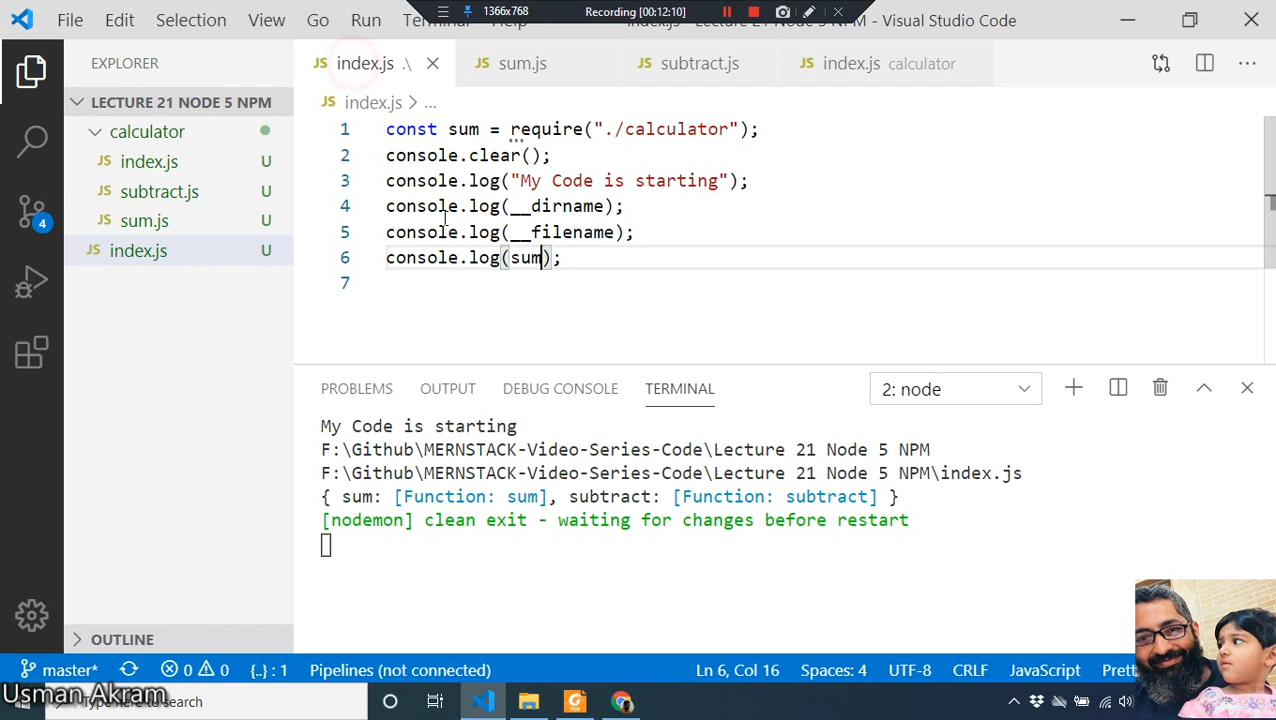 File Edit Selection View Go Run Terminal Help index.js - Lecture 21 Node 5 NPM - Visual Studio Code
1366x768 Recording [00:12:10]
EXPLORER
JS index.js .\
JS sum.js
JS subtract.js
JS index.js calculator
LECTURE 21 NODE 5 NPM
calculator
JS index.js U
JS subtract.js U
JS sum.js U
JS index.js U
JS index.js > ...
1 const sum = require("./calculator");
2 console.clear();
3 console.log("My Code is starting");
4 console.log(__dirname);
5 console.log(__filename);
6 console.log(sum);
7
4
PROBLEMS OUTPUT DEBUG CONSOLE TERMINAL 2: node
My Code is starting
F:\Github\MERNSTACK-Video-Series-Code\Lecture 21 Node 5 NPM
F:\Github\MERNSTACK-Video-Series-Code\Lecture 21 Node 5 NPM\index.js
{ sum: [Function: sum], subtract: [Function: subtract] }
[nodemon] clean exit - waiting for changes before restart
OUTLINE
master* 0 0 {..} : 1 Pipelines (not connected) Ln 6, Col 16 Spaces: 4 UTF-8 CRLF JavaScript
Usman Akram
here to search